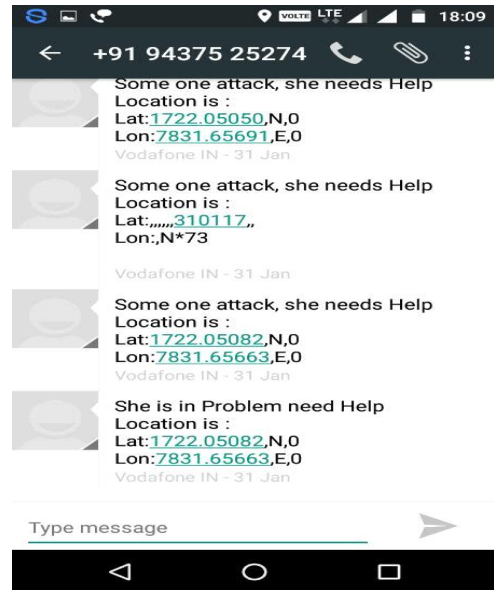 VOLTE LTE 18:09
+91 94375 25274
Some one attack, she needs Help
Location is :
Lat:1722.05050,N,0
Lon:7831.65691,E,0
Vodafone IN - 31 Jan
Some one attack, she needs Help
Location is :
Lat:,,,,,,310117,,
Lon:,N*73
Vodafone IN - 31 Jan
Some one attack, she needs Help
Location is :
Lat:1722.05082,N,0
Lon:7831.65663,E,0
Vodafone IN - 31 Jan
She is in Problem need Help
Location is :
Lat:1722.05082,N,0
Lon:7831.65663,E,0
Vodafone IN - 31 Jan
Type message